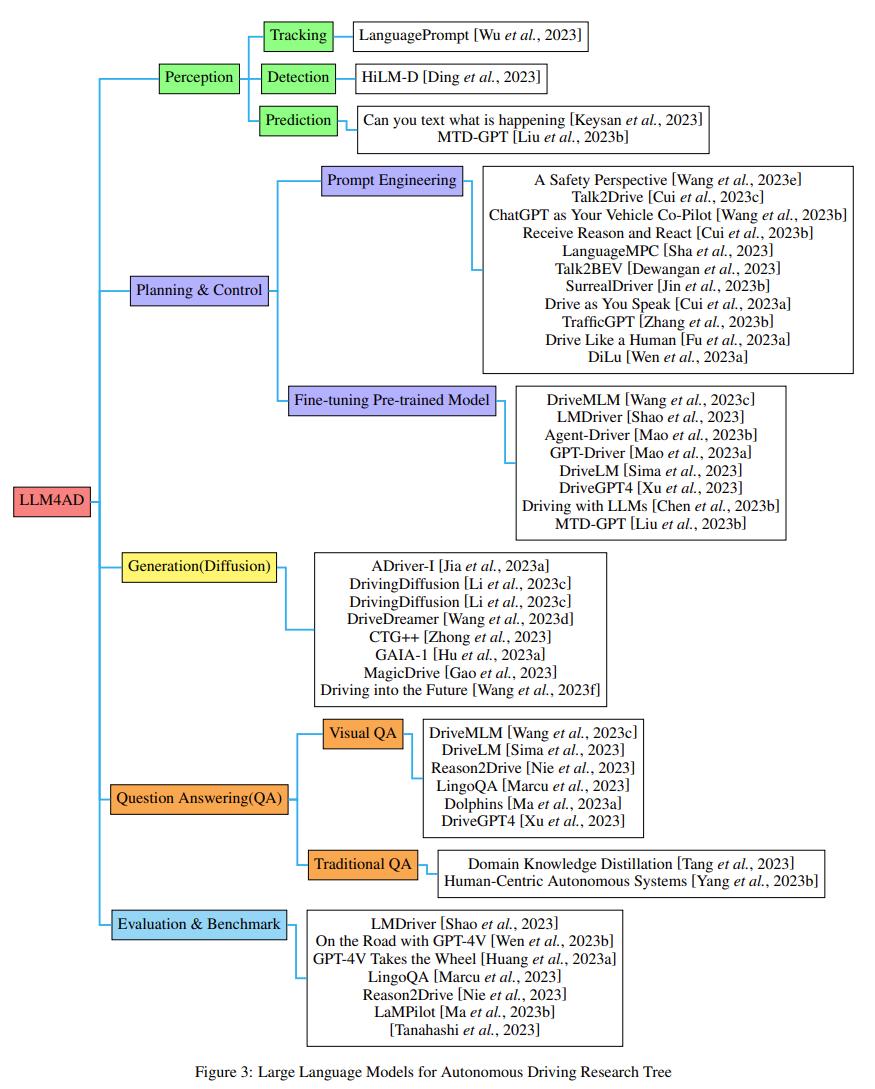 Tracking
LanguagePrompt [Wu et al., 2023]
Perception
Detection
HiLM-D [Ding et al., 2023]
Prediction
Can you text what is happening [Keysan et al., 2023]
MTD-GPT [Liu et al., 2023b]
Prompt Engineering
A Safety Perspective [Wang et al., 2023e]
Talk2Drive [Cui et al., 2023c]
ChatGPT as Your Vehicle Co-Pilot [Wang et al., 2023b]
Receive Reason and React [Cui et al., 2023b]
LanguageMPC [Sha et al., 2023]
Talk2BEV [Dewangan et al., 2023]
SurrealDriver [Jin et al., 2023b]
Drive as You Speak [Cui et al., 2023a]
TrafficGPT [Zhang et al., 2023b]
Drive Like a Human [Fu et al., 2023a]
DiLu [Wen et al., 2023a]
Planning & Control
Fine-tuning Pre-trained Model
DriveMLM [Wang et al., 2023c]
LMDriver [Shao et al., 2023]
Agent-Driver [Mao et al., 2023b]
GPT-Driver [Mao et al., 2023a]
DriveLM [Sima et al., 2023]
DriveGPT4 [Xu et al., 2023]
Driving with LLMs [Chen et al., 2023b]
MTD-GPT [Liu et al., 2023b]
LLM4AD
Generation(Diffusion)
ADriver-I [Jia et al., 2023a]
DrivingDiffusion [Li et al., 2023c]
DrivingDiffusion [Li et al., 2023c]
DriveDreamer [Wang et al., 2023d]
CTG++ [Zhong et al., 2023]
GAIA-1 [Hu et al., 2023a]
MagicDrive [Gao et al., 2023]
Driving into the Future [Wang et al., 2023f]
Visual QA
DriveMLM [Wang et al., 2023c]
DriveLM [Sima et al., 2023]
Reason2Drive [Nie et al., 2023]
LingoQA [Marcu et al., 2023]
Dolphins [Ma et al., 2023a]
DriveGPT4 [Xu et al., 2023]
Question Answering(QA)
Traditional QA
Domain Knowledge Distillation [Tang et al., 2023]
Human-Centric Autonomous Systems [Yang et al., 2023b]
Evaluation & Benchmark
LMDriver [Shao et al., 2023]
On the Road with GPT-4V [Wen et al., 2023b]
GPT-4V Takes the Wheel [Huang et al., 2023a]
LingoQA [Marcu et al., 2023]
Reason2Drive [Nie et al., 2023]
LaMPilot [Ma et al., 2023b]
[Tanahashi et al., 2023]
Figure 3: Large Language Models for Autonomous Driving Research Tree